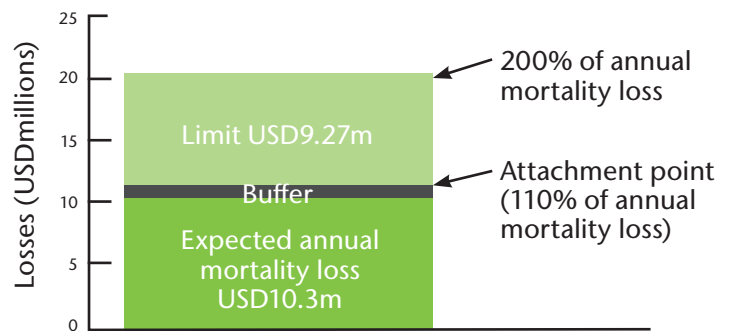 Losses (USDmillions)
25
20
15
10
5
0
Limit USD9.27m
Buffer
Expected annual
mortality loss
USD10.3m
200% of annual
mortality loss
Attachment point
(110% of annual
mortality loss)